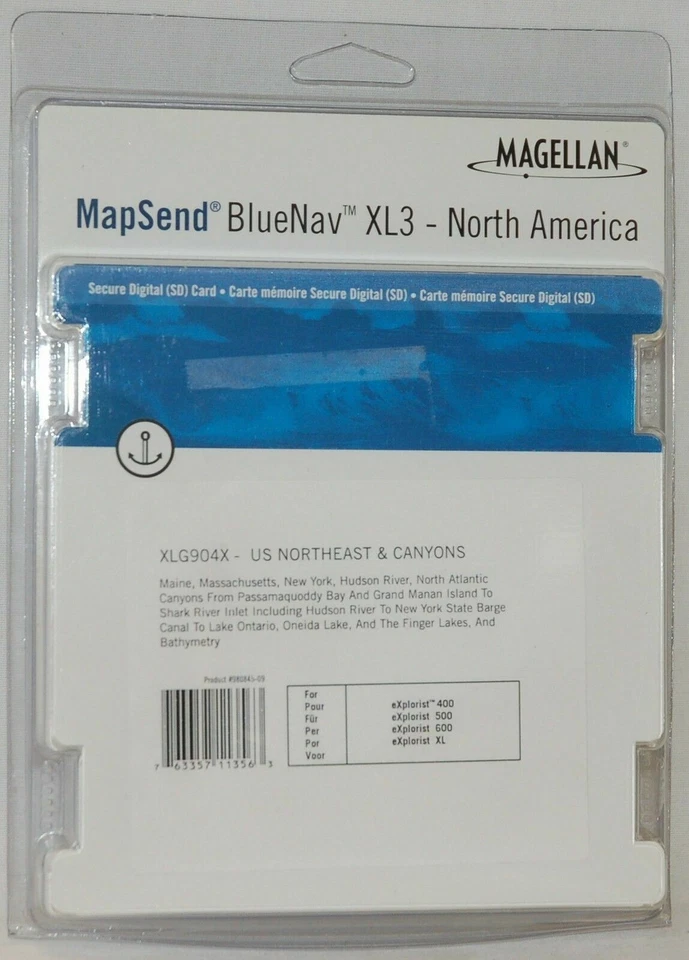 MAGELLAN®
MapSend® BlueNav™ XL3 - North America
Secure Digital (SD) Card • Carte mémoire Secure Digital (SD) • Carte mémoire Secure Digital (SD)
XLG904X - US NORTHEAST & CANYONS
Maine, Massachusetts, New York, Hudson River, North Atlantic
Canyons From Passamaquoddy Bay And Grand Manan Island To
Shark River Inlet Including Hudson River To New York State Barge
Canal To Lake Ontario, Oneida Lake, And The Finger Lakes, And
Bathymetry
Product #980845-09
7 63357 11356 3
For
Pour
Für
Per
Por
Voor
eXplorist™ 400
eXplorist 500
eXplorist 600
eXplorist XL